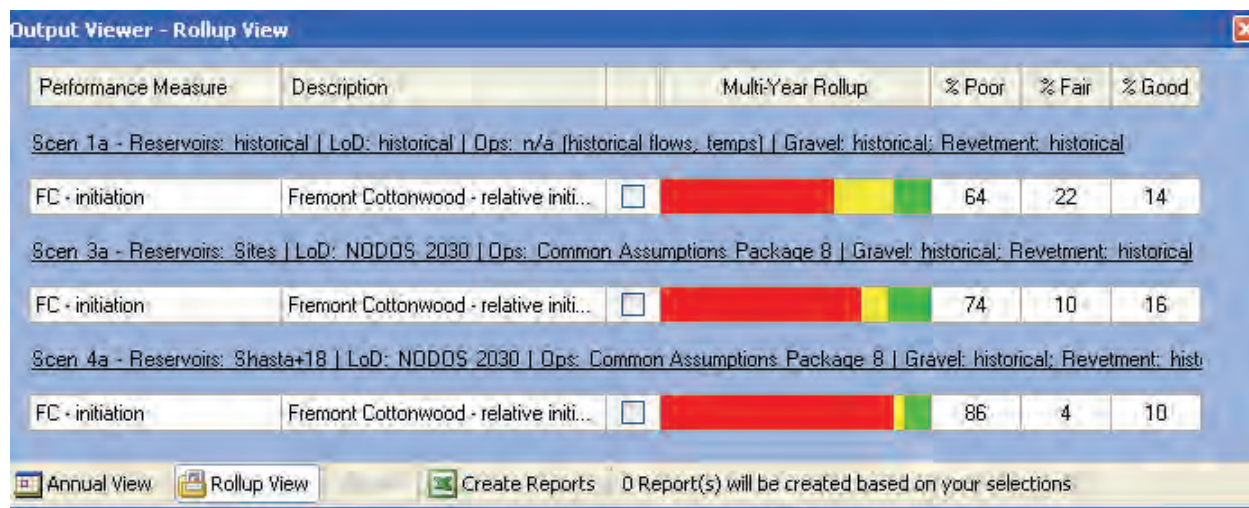 Output Viewer - Rollup View
Performance Measure Description Multi-Year Rollup % Poor % Fair % Good
Scen 1a - Reservoirs: historical | LoD: historical | Ops: n/a (historical flows, temps) | Gravel: historical; Revetment: historical
FC - initiation Fremont Cottonwood - relative initi... 64 22 14
Scen 3a - Reservoirs: Sites | LoD: NODOS 2030 | Ops: Common Assumptions Package 8 | Gravel: historical; Revetment: historical
FC - initiation Fremont Cottonwood - relative initi... 74 10 16
Scen 4a - Reservoirs: Shasta+18 | LoD: NODOS 2030 | Ops: Common Assumptions Package 8 | Gravel: historical; Revetment: histo
FC - initiation Fremont Cottonwood - relative initi... 86 4 10
Annual View Rollup View Create Reports 0 Report(s) will be created based on your selections